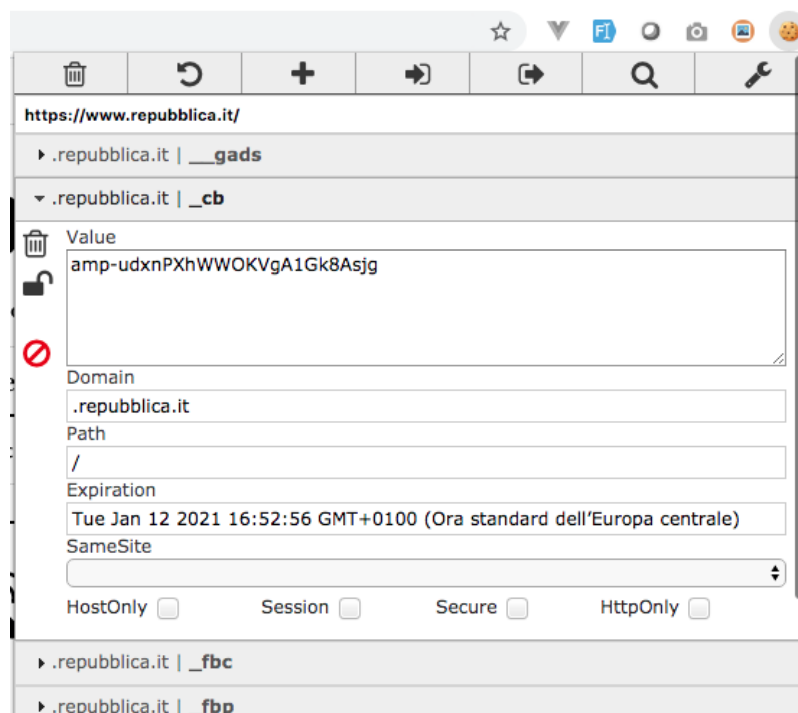 https://www.repubblica.it/
.repubblica.it | __gads
.repubblica.it | _cb
Value
amp-udxnPXhWWOKVgA1Gk8Asjg
Domain
.repubblica.it
Path
/
Expiration
Tue Jan 12 2021 16:52:56 GMT+0100 (Ora standard dell’Europa centrale)
SameSite
HostOnly Session Secure HttpOnly
.repubblica.it | _fbc
.repubblica.it | _fbp